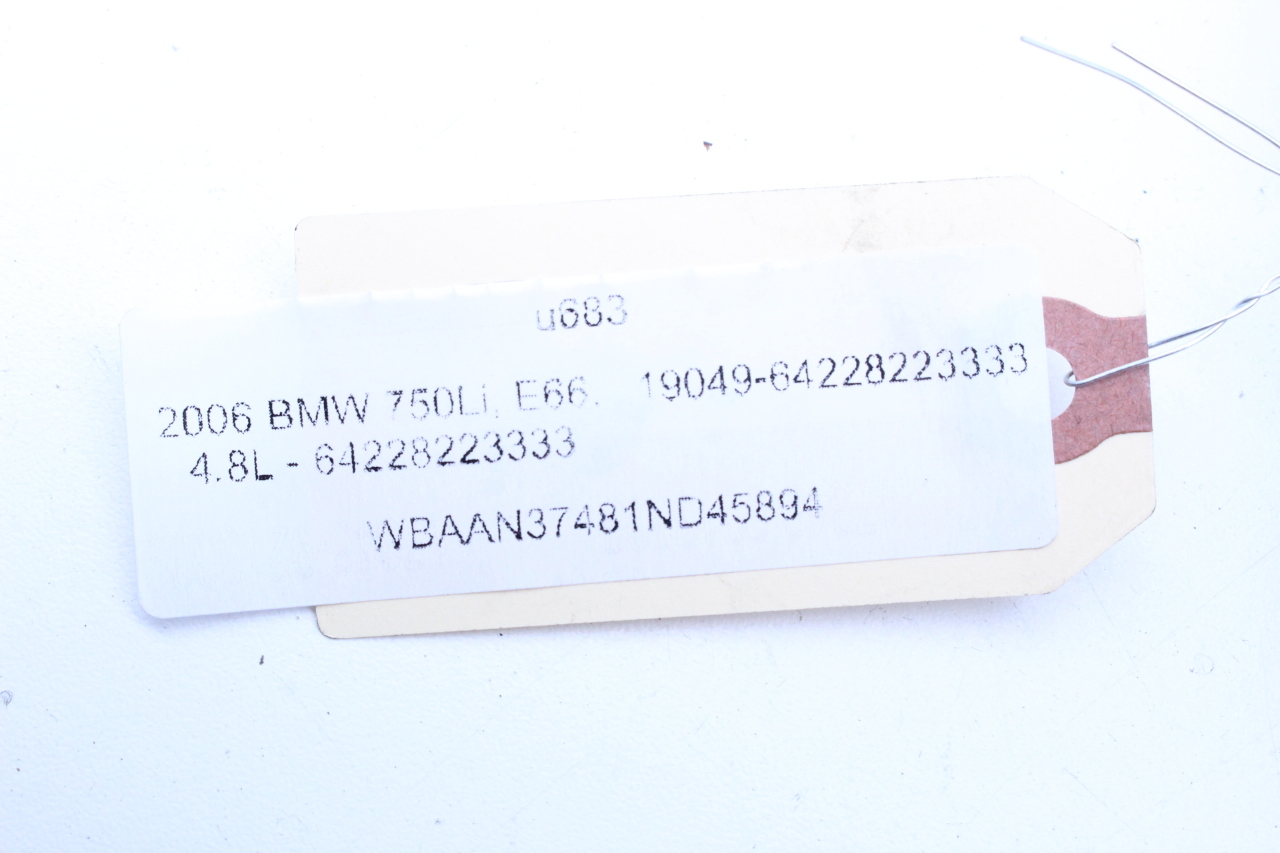 u683
2006 BMW 750Li, E66, 19049-64228223333
4.8L - 64228223333
WBAAN37481ND45894